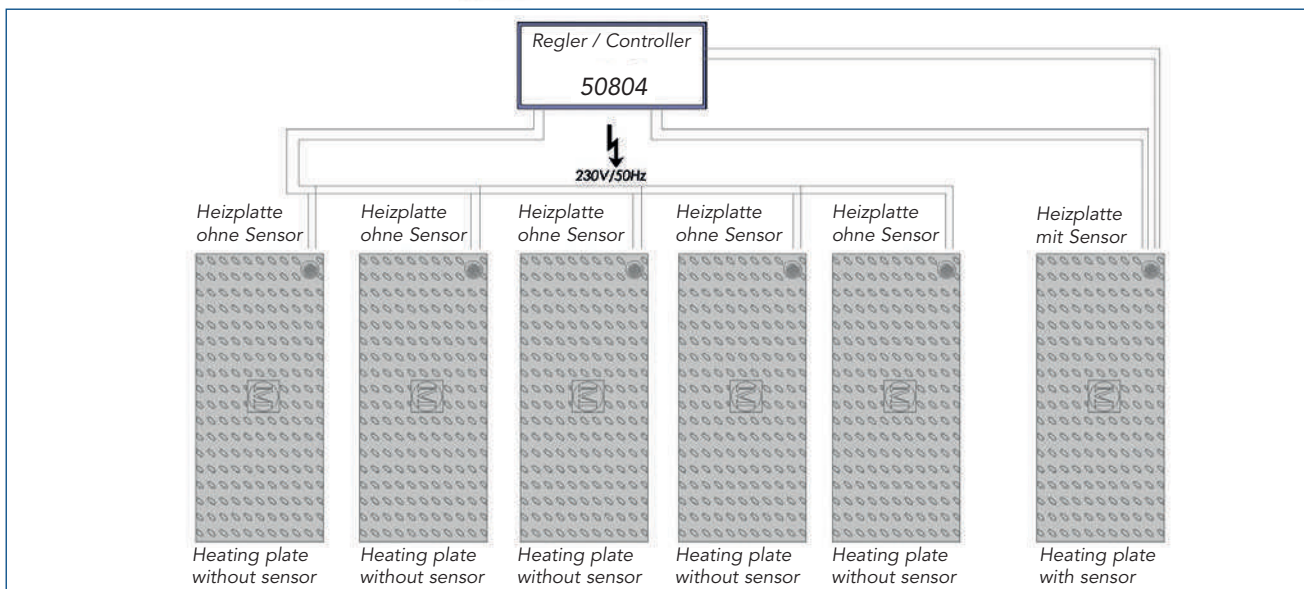 Regler / Controller
50804
230V/50Hz
Heizplatte
ohne Sensor
Heizplatte
ohne Sensor
Heizplatte
ohne Sensor
Heizplatte
ohne Sensor
Heizplatte
ohne Sensor
Heizplatte
mit Sensor
Heating plate
without sensor
Heating plate
without sensor
Heating plate
without sensor
Heating plate
without sensor
Heating plate
without sensor
Heating plate
with sensor